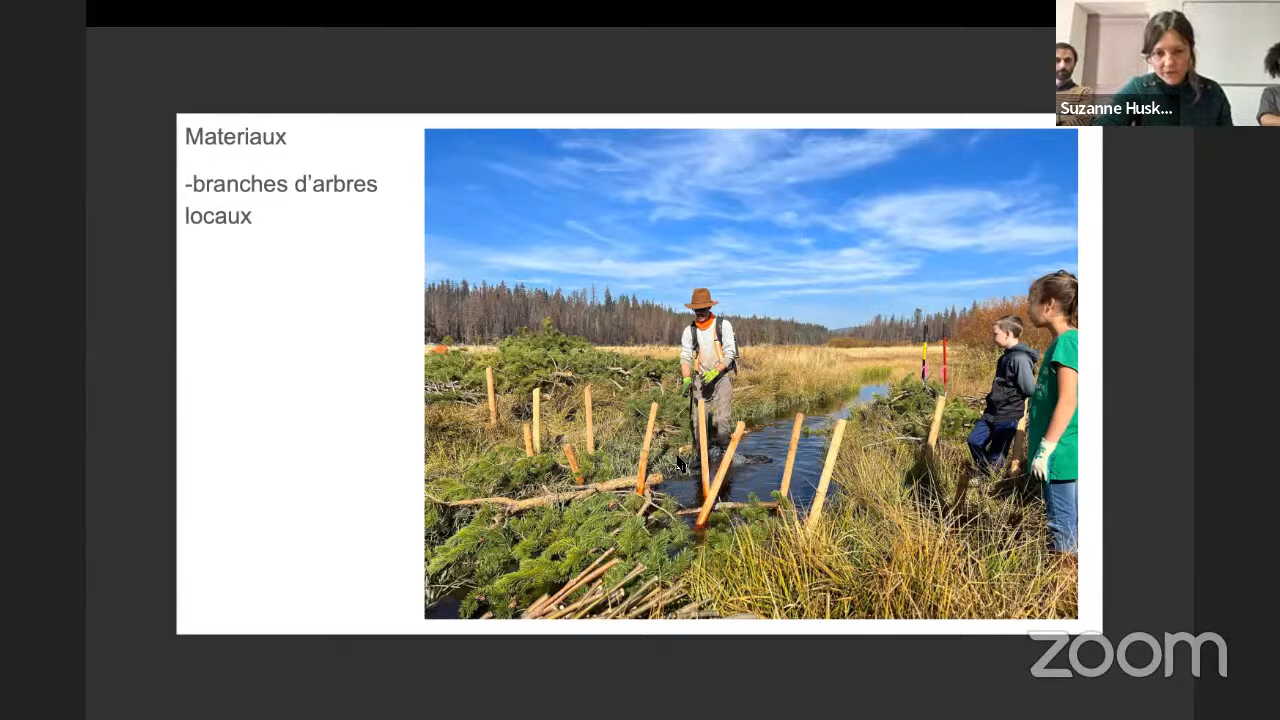 Suzanne Husk...
Materiaux
-branches d’arbres
locaux
zoom